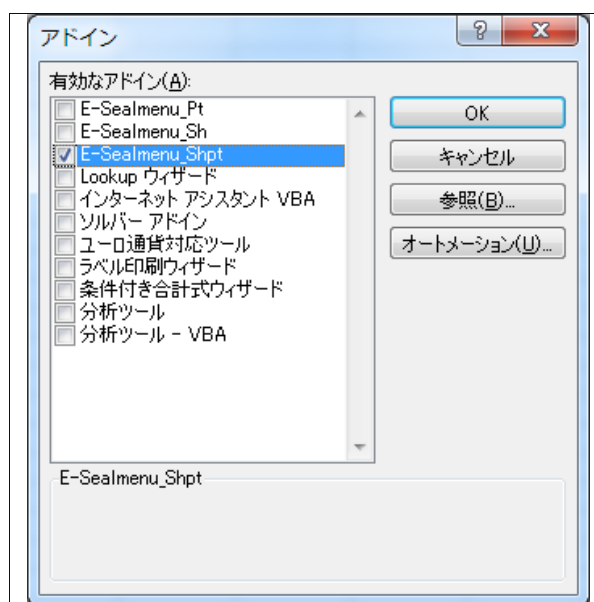 アドイン
有効なアドイン(A):
E-Sealmenu_Pt
E-Sealmenu_Sh
E-Sealmenu_Shpt
Lookup ウィザード
インターネット アシスタント VBA
ソルバー アドイン
ユーロ通貨対応ツール
ラベル印刷ウィザード
条件付き合計式ウィザード
分析ツール
分析ツール - VBA
OK
キャンセル
参照(B)...
オートメーション(U)...
E-Sealmenu_Shpt